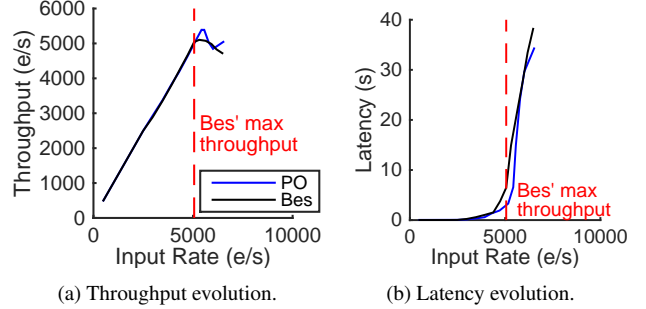 6000
5000
4000
3000
2000
1000
0
Throughput (e/s)
Bes' max
throughput
PO
Bes
0 5000 10000
Input Rate (e/s)
(a) Throughput evolution.
40
30
20
10
0
Latency (s)
Bes' max
throughput
0 5000 10000
Input Rate (e/s)
(b) Latency evolution.